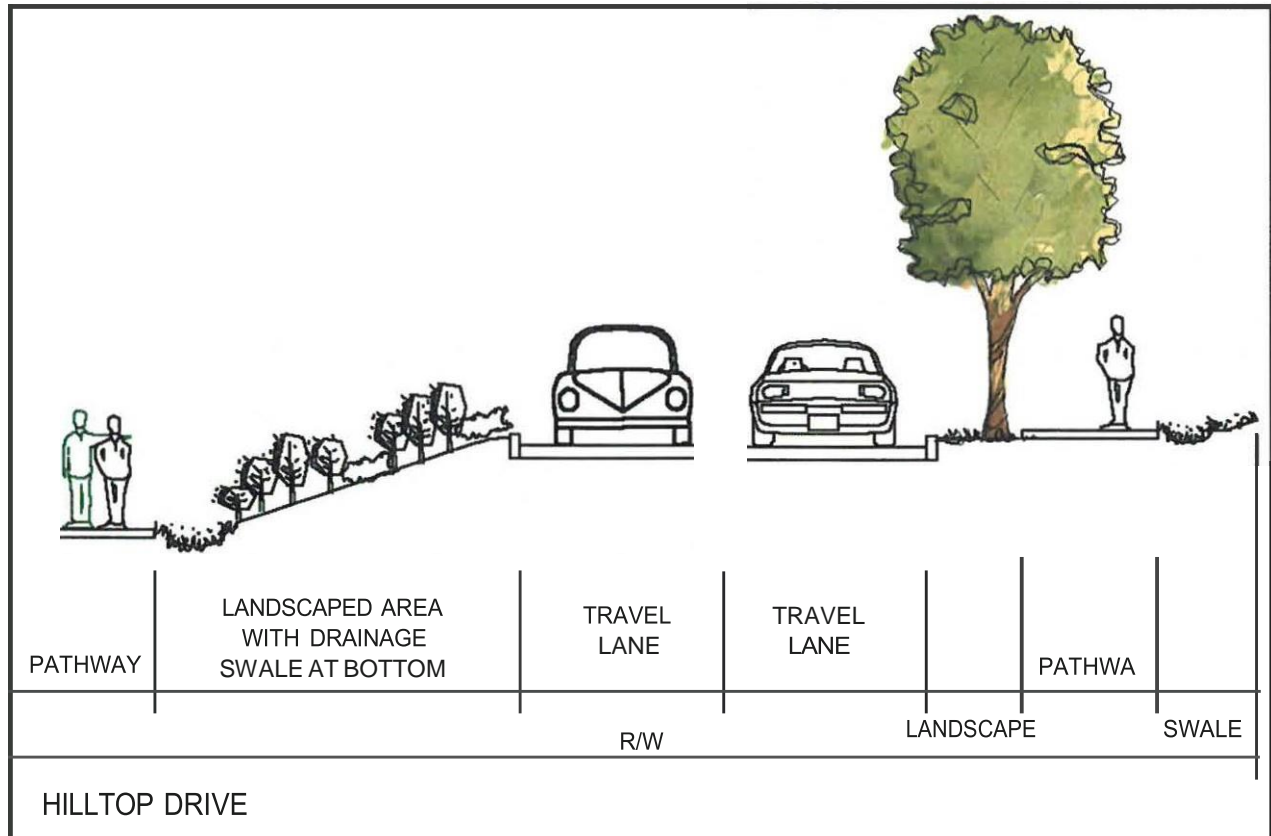 LANDSCAPED AREA
WITH DRAINAGE
SWALE AT BOTTOM
TRAVEL
LANE
TRAVEL
LANE
PATHWAY
PATHWA
LANDSCAPE
SWALE
R/W
HILLTOP DRIVE